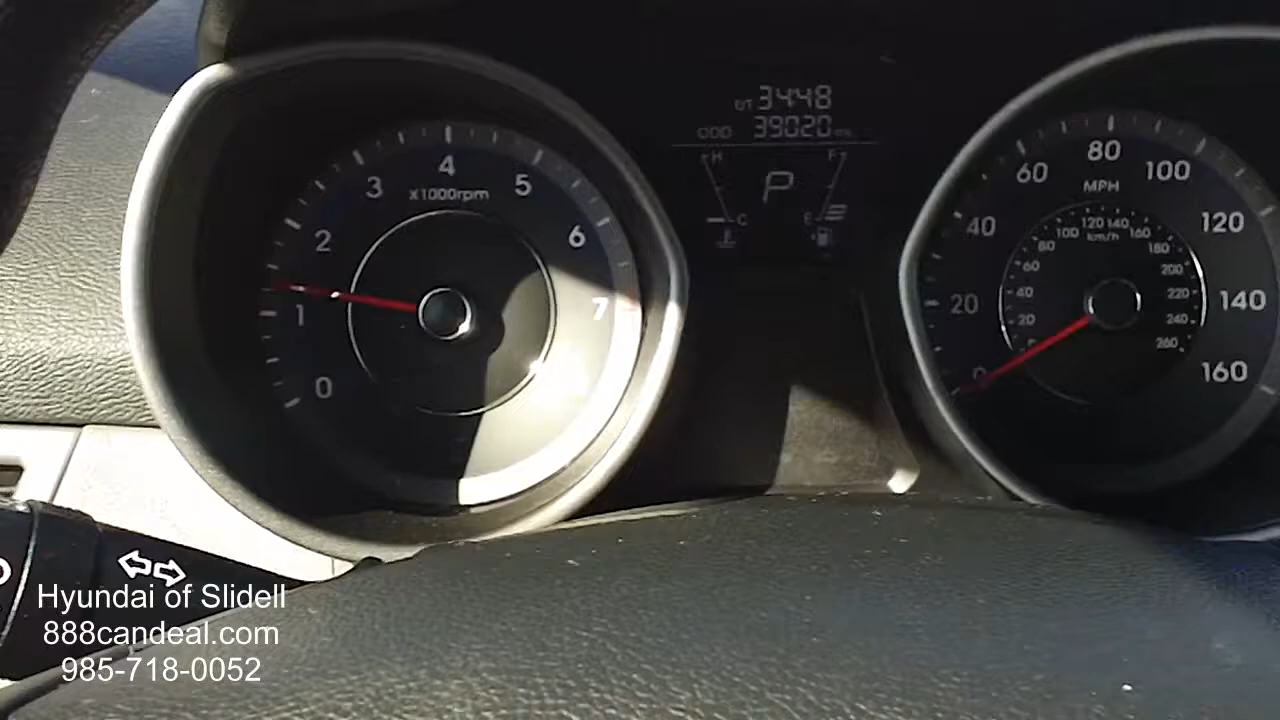 3448
ODO 39020
H F
P
C E
0 1 2 3 4 5 6 7
x1000rpm
0 20 40 60 80 100 120 140 160
MPH
20 40 60 80 100 120 140 160 180 200 220 240 260
km/h
Hyundai of Slidell
888candeal.com
985-718-0052